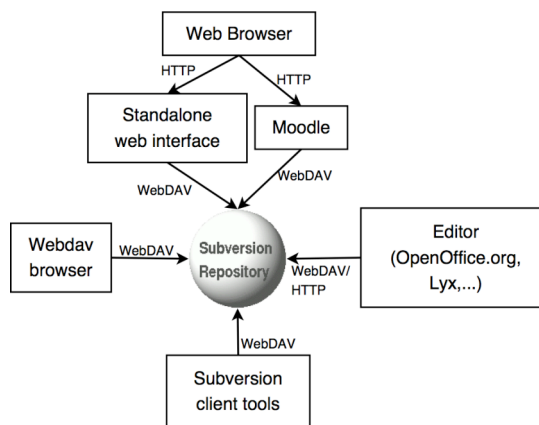 Web Browser
HTTP
HTTP
Standalone
web interface
Moodle
WebDAV
WebDAV
Webdav
browser
WebDAV
Subversion
Repository
WebDAV/
HTTP
Editor
(OpenOffice.org,
Lyx,...)
WebDAV
Subversion
client tools